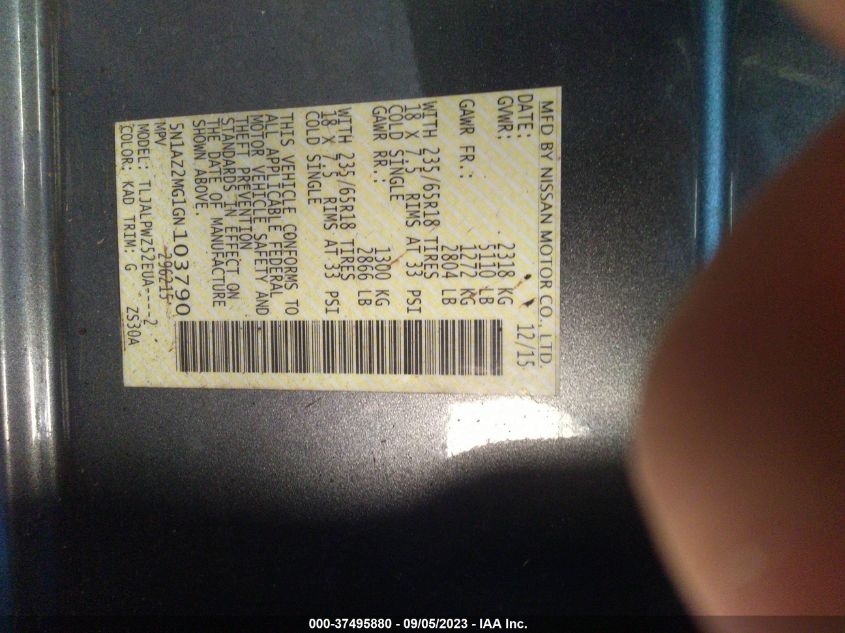 MFD BY NISSAN MOTOR CO., LTD.
DATE: 12/15
GVWR: 2318 KG
5110 LB
GAWR FR.: 1272 KG
2804 LB
WITH 235/65R18 TIRES
18 X 7.5 RIMS AT 33 PSI
COLD SINGLE
GAWR RR.: 1300 KG
2866 LB
WITH 235/65R18 TIRES
18 X 7.5 RIMS AT 33 PSI
COLD SINGLE
THIS VEHICLE CONFORMS TO
ALL APPLICABLE FEDERAL
MOTOR VEHICLE SAFETY AND
THEFT PREVENTION
STANDARDS IN EFFECT ON
THE DATE OF MANUFACTURE
SHOWN ABOVE.
5N1AZ2MG1GN103790
MPV 296215
MODEL: TLJALPWZ52EUA----2
COLOR: KAD TRIM: G ZS30A
000-37495880 - 09/05/2023 - IAA Inc.